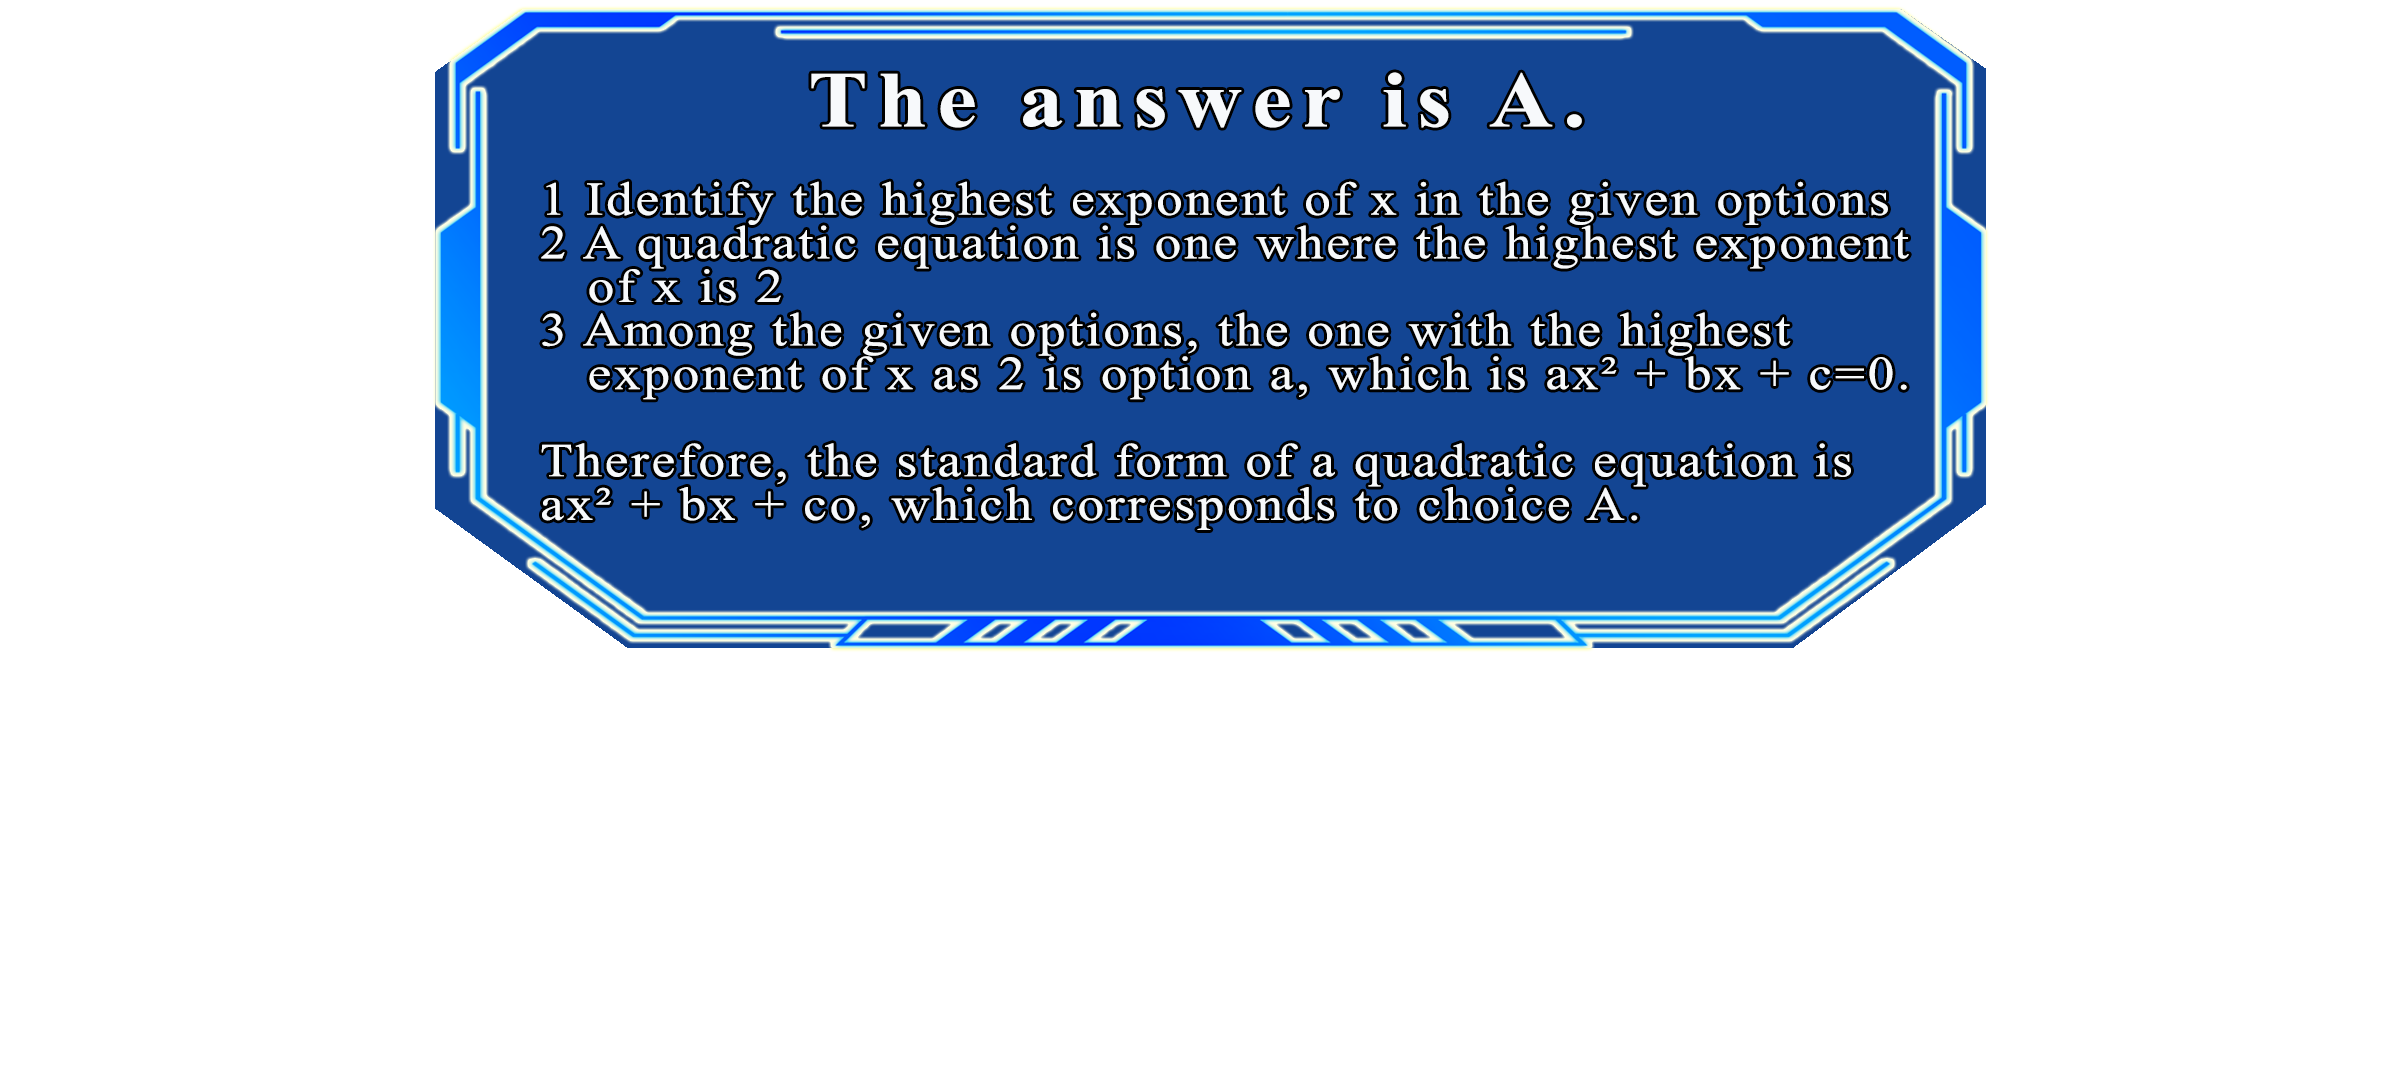 The answer is A.
1 Identify the highest exponent of x in the given options
2 A quadratic equation is one where the highest exponent
of x is 2
3 Among the given options, the one with the highest
exponent of x as 2 is option a, which is ax² + bx + c=0.
Therefore, the standard form of a quadratic equation is
ax² + bx + co, which corresponds to choice A.